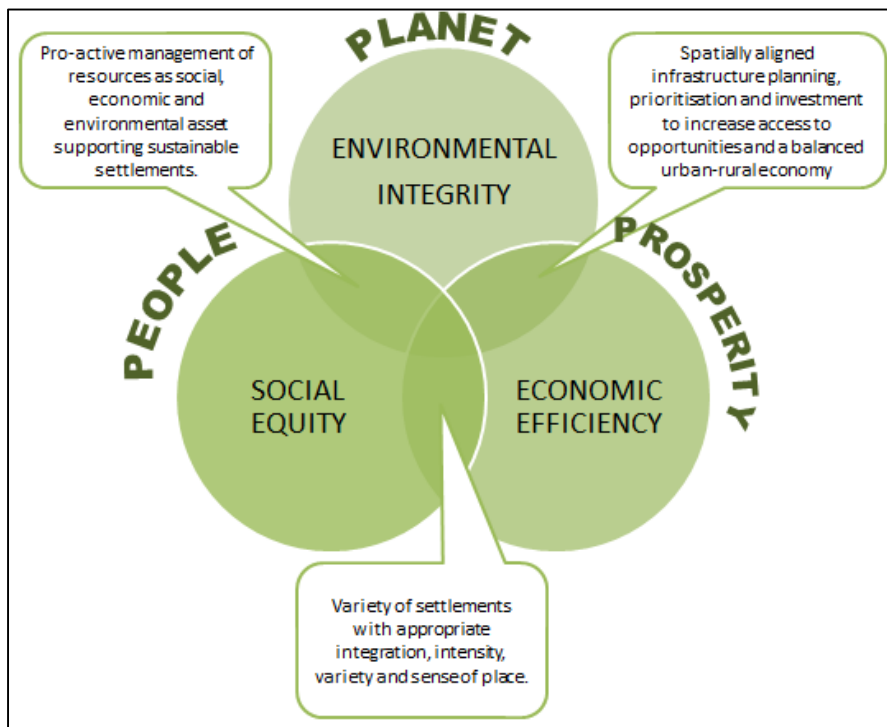 PLANET
Pro-active management of
resources as social,
economic and
environmental asset
supporting sustainable
settlements.
Spatially aligned
infrastructure planning,
prioritisation and investment
to increase access to
opportunities and a balanced
urban-rural economy
ENVIRONMENTAL
INTEGRITY
PEOPLE
PROSPERITY
SOCIAL
EQUITY
ECONOMIC
EFFICIENCY
Variety of settlements
with appropriate
integration, intensity,
variety and sense of place.